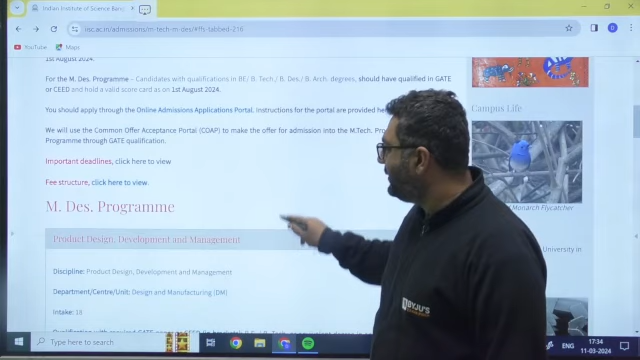 Indian Institute of Science Bang
iisc.ac.in/admissions/m-tech-m-des/#ffs-tabbed-216
YouTube Maps
1st August 2024.
For the M. Des. Programme – Candidates with qualifications in BE/ B. Tech./ B. Des./ B. Arch. degrees, should have qualified in GATE
or CEED and hold a valid score card as on 1st August 2024.
You should apply through the Online Admissions Applications Portal. Instructions for the portal are provided
We will use the Common Offer Acceptance Portal (COAP) to make the offer for admission into the M.Tech.
Programme through GATE qualification.
Important deadlines, click here to view
Fee structure, click here to view.
M. Des. Programme
Product Design, Development and Management
Discipline: Product Design, Development and Management
Department/Centre/Unit: Design and Manufacturing (DM)
Intake: 18
Campus Life
Monarch Flycatcher
University in
BYJU'S
Type here to search
ENG
17:34
11-03-2024